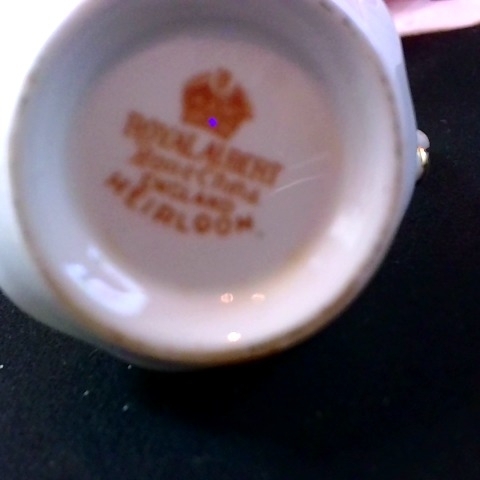 ROYAL ALBERT
Bone China
ENGLAND
HEIRLOOM.